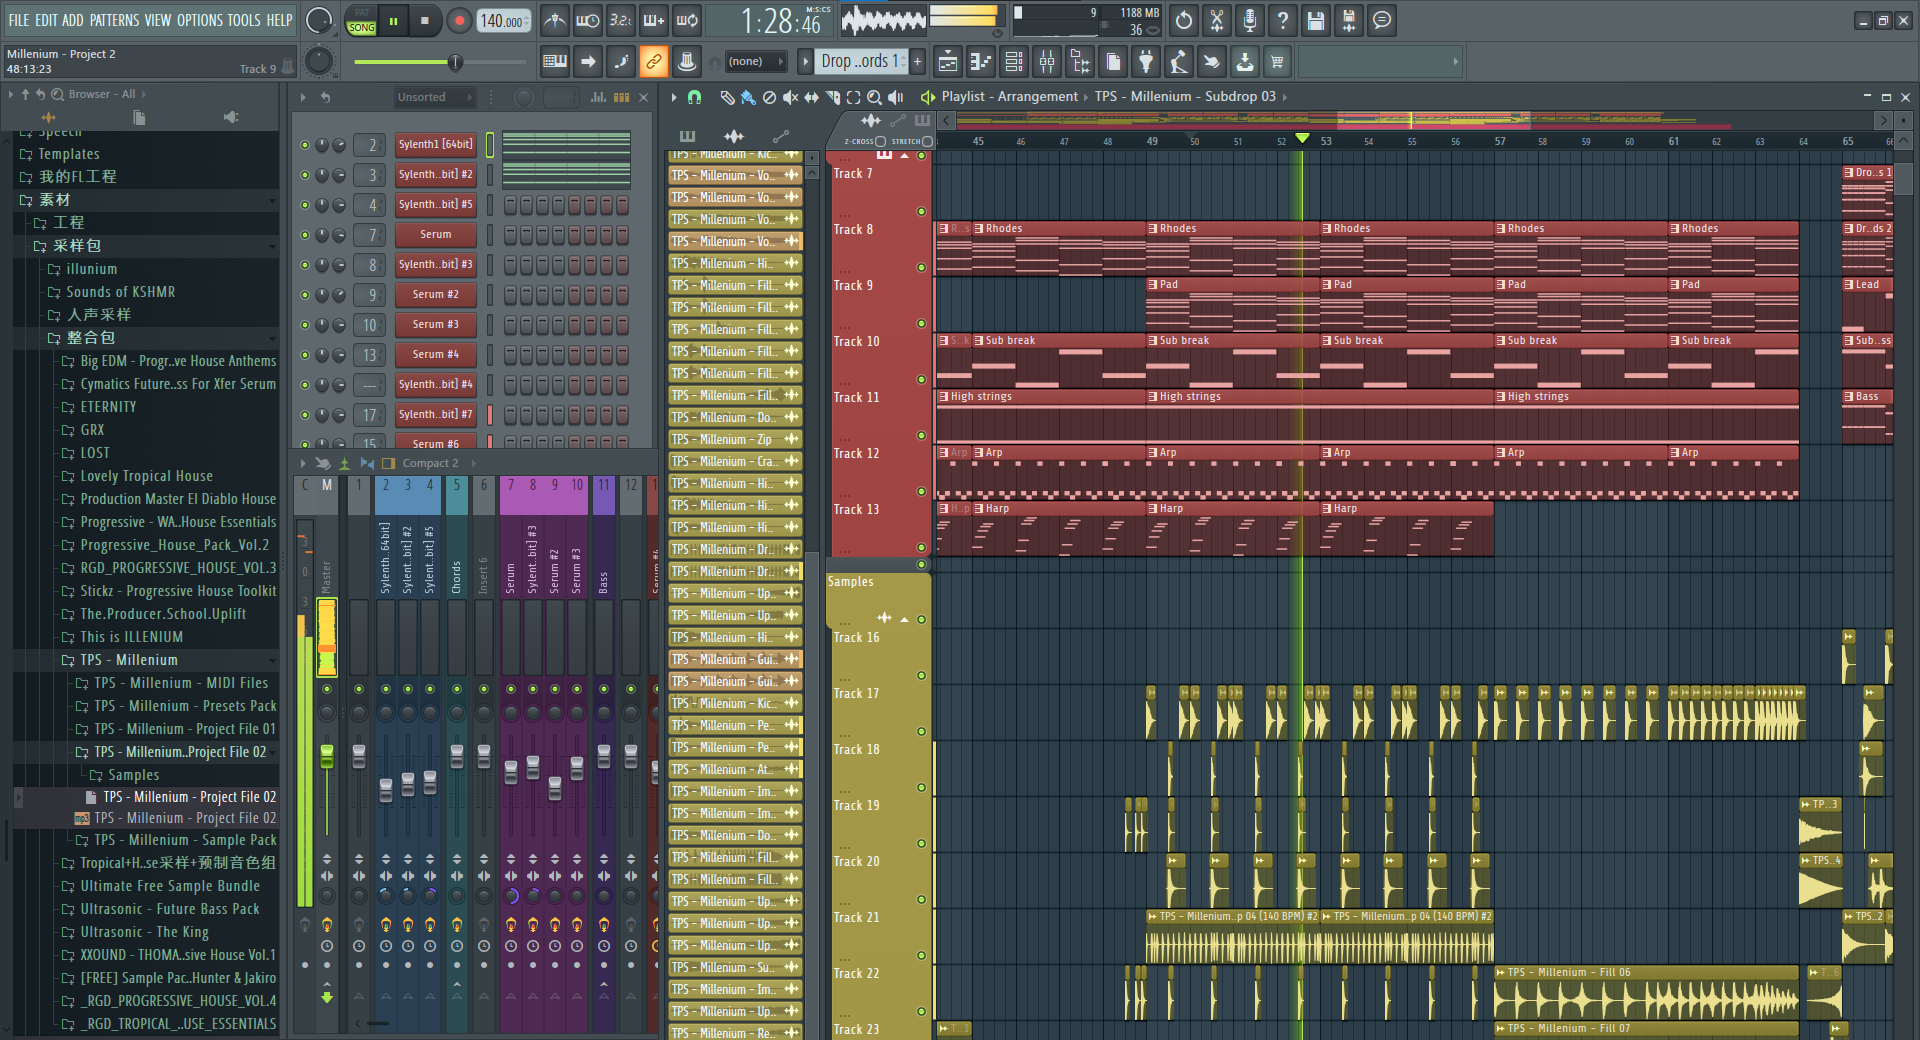 FILE EDIT ADD PATTERNS VIEW OPTIONS TOOLS HELP
PAT
SONG
140.000
3.2..
M:S:CS
1:28:46
9
1188 MB
36
Millenium - Project 2
48:13:23
Track 9
(none)
Drop ..ords 1
Browser - All
Speech
Templates
我的FL工程
素材
工程
采样包
illunium
Sounds of KSHMR
人声采样
整合包
Big EDM - Progr..ve House Anthems
Cymatics Future..ss For Xfer Serum
ETERNITY
GRX
LOST
Lovely Tropical House
Production Master El Diablo House
Progressive - WA..House Essentials
Progressive_House_Pack_Vol.2
RGD_PROGRESSIVE_HOUSE_VOL.3
Stickz - Progressive House Toolkit
The.Producer.School.Uplift
This is ILLENIUM
TPS - Millenium
TPS - Millenium - MIDI Files
TPS - Millenium - Presets Pack
TPS - Millenium - Project File 01
TPS - Millenium..Project File 02
Samples
TPS - Millenium - Project File 02
mp3 TPS - Millenium - Project File 02
TPS - Millenium - Sample Pack
Tropical+H..se采样+预制音色组
Ultimate Free Sample Bundle
Ultrasonic - Future Bass Pack
Ultrasonic - The King
XXOUND - THOMA..sive House Vol.1
[FREE] Sample Pac..Hunter & Jakiro
_RGD_PROGRESSIVE_HOUSE_VOL.4
_RGD_TROPICAL_..USE_ESSENTIALS
Unsorted
2 Sylenth1 [64bit]
3 Sylenth..bit] #2
4 Sylenth..bit] #5
7 Serum
8 Sylenth..bit] #3
9 Serum #2
10 Serum #3
13 Serum #4
--- Sylenth..bit] #4
17 Sylenth..bit] #7
15 Serum #6
Compact 2
C M 1 2 3 4 5 6 7 8 9 10 11 12
3
0
3
Master
Sylenth..64bit]
Sylent..bit] #2
Sylent..bit] #5
Chords
Insert 6
Serum
Sylent..bit] #3
Serum #2
Serum #3
Bass
Serum #4
TPS - Millenium - Kic..
TPS - Millenium - Vo..
TPS - Millenium - Vo..
TPS - Millenium - Vo..
TPS - Millenium - Vo..
TPS - Millenium - Hi..
TPS - Millenium - Fill..
TPS - Millenium - Fill..
TPS - Millenium - Fill..
TPS - Millenium - Fill..
TPS - Millenium - Fill..
TPS - Millenium - Fill..
TPS - Millenium - Do..
TPS - Millenium - Zip
TPS - Millenium - Cra..
TPS - Millenium - Hi..
TPS - Millenium - Hi..
TPS - Millenium - Hi..
TPS - Millenium - Dr..
TPS - Millenium - Dr..
TPS - Millenium - Up..
TPS - Millenium - Up..
TPS - Millenium - Hi..
TPS - Millenium - Gui..
TPS - Millenium - Gui..
TPS - Millenium - Kic..
TPS - Millenium - Pe..
TPS - Millenium - Pe..
TPS - Millenium - At..
TPS - Millenium - Im..
TPS - Millenium - Do..
TPS - Millenium - Fill..
TPS - Millenium - Fill..
TPS - Millenium - Up..
TPS - Millenium - Up..
TPS - Millenium - Up..
TPS - Millenium - Su..
TPS - Millenium - Im..
TPS - Millenium - Up..
TPS - Millenium - Re..
Playlist - Arrangement TPS - Millenium - Subdrop 03
Z-CROSS STRETCH
45 46 47 48 49 50 51 52 53 54 55 56 57 58 59 60 61 62 63 64 65 66
Track 7
Dro..s 1
Track 8
R..s Rhodes Rhodes Rhodes Rhodes Rhodes
Dr..ds 2
Track 9
Pad Pad Pad Pad
Lead
Track 10
S..k Sub break Sub break Sub break Sub break Sub break
Sub..ss
Track 11
High strings High strings High strings
Bass
Track 12
Arp Arp Arp Arp Arp Arp
Track 13
H..p Harp Harp Harp
Samples
Track 16
Track 17
Track 18
Track 19
TP..3
Track 20
TPS..4
Track 21
TPS - Millenium..p 04 (140 BPM) #2 TPS - Millenium..p 04 (140 BPM) #2
TPS..2
Track 22
TPS - Millenium - Fill 06
T..6
Track 23
T..1
TPS - Millenium - Fill 07